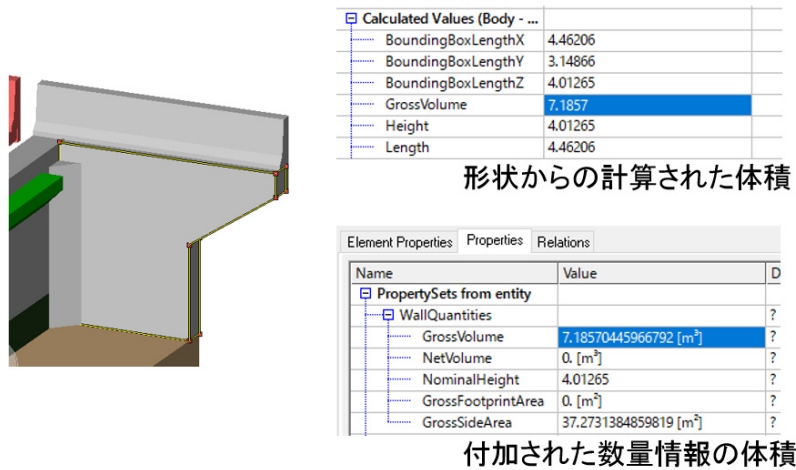 Calculated Values (Body - ...
BoundingBoxLengthX 4.46206
BoundingBoxLengthY 3.14866
BoundingBoxLengthZ 4.01265
GrossVolume 7.1857
Height 4.01265
Length 4.46206
形状からの計算された体積
Element Properties Properties Relations
Name Value D
PropertySets from entity
WallQuantities ?
GrossVolume 7.18570445966792 [m³] ?
NetVolume 0. [m³] ?
NominalHeight 4.01265 ?
GrossFootprintArea 0. [m²] ?
GrossSideArea 37.2731384859819 [m²] ?
付加された数量情報の体積